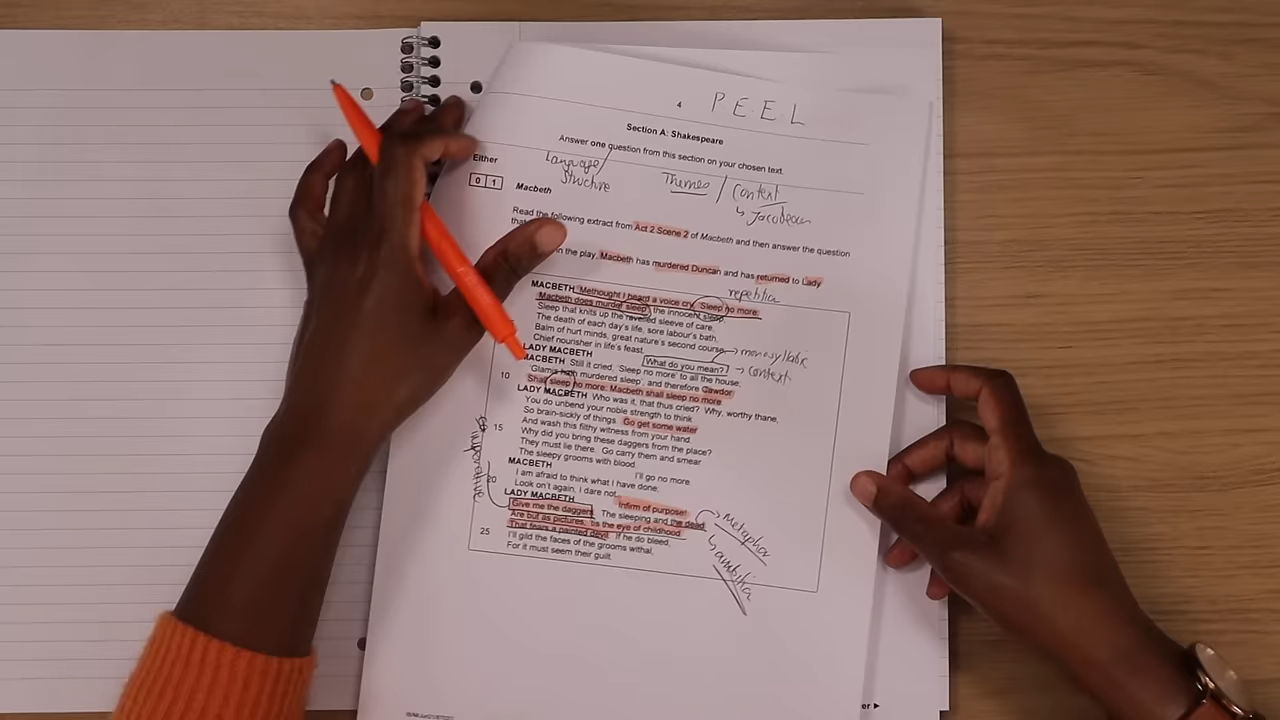 4
P E E L
Section A: Shakespeare
Answer one question from this section on your chosen text.
Either
Language/
Structure
Themes / Context
↳ Jacobean
0 1
Macbeth
Read the following extract from Act 2 Scene 2 of Macbeth and then answer the question
that
in the play, Macbeth has murdered Duncan and has returned to Lady
repetition
MACBETH Methought I heard a voice cry, 'Sleep no more:
Macbeth does murder sleep', the innocent sleep,
Sleep that knits up the ravelled sleeve of care,
The death of each day's life, sore labour's bath,
Balm of hurt minds, great nature's second course,
Chief nourisher in life's feast.
LADY MACBETH What do you mean?
→ monosyllabic
→ context
MACBETH Still it cried, 'Sleep no more' to all the house;
10 'Glamis hath murdered sleep', and therefore Cawdor
Shall sleep no more: Macbeth shall sleep no more.
LADY MACBETH Who was it, that thus cried? Why, worthy thane,
You do unbend your noble strength to think
So brain-sickly of things. Go get some water
15 And wash this filthy witness from your hand.
Why did you bring these daggers from the place?
They must lie there. Go carry them and smear
The sleepy grooms with blood.
MACBETH I'll go no more.
20 I am afraid to think what I have done;
Look on't again, I dare not.
LADY MACBETH Infirm of purpose!
Give me the daggers. The sleeping and the dead
Are but as pictures; 'tis the eye of childhood
That fears a painted devil. If he do bleed,
25 I'll gild the faces of the grooms withal,
For it must seem their guilt.
imperative
→ Metaphor
↳ ambition